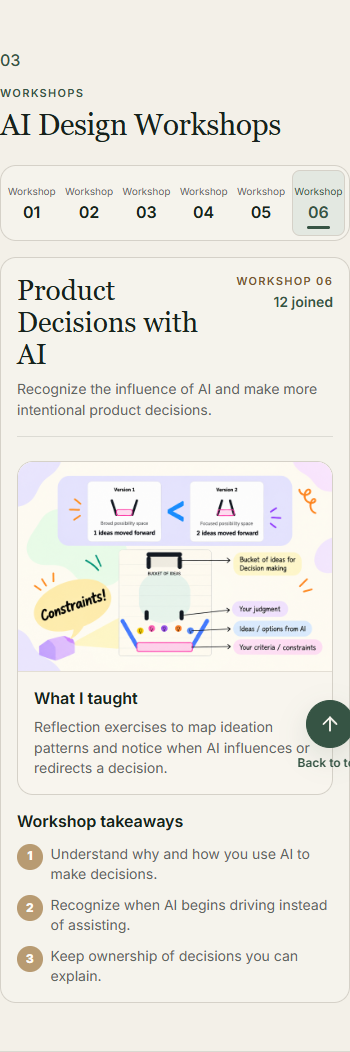 03
WORKSHOPS
AI Design Workshops
Workshop Workshop Workshop Workshop Workshop Workshop
01 02 03 04 05 06
Product
Decisions with
AI
WORKSHOP 06
12 joined
Recognize the influence of AI and make more
intentional product decisions.
Version 1
Broad possibility space
1 ideas moved forward
<
Version 2
Focused possibility space
2 ideas moved forward
BUCKET OF IDEAS
Bucket of ideas for
Decision making
Constraints!
Your judgment
Ideas / options from AI
Your criteria / constraints
What I taught
Reflection exercises to map ideation
patterns and notice when AI influences or
redirects a decision.
Back to t
Workshop takeaways
1 Understand why and how you use AI to
make decisions.
2 Recognize when AI begins driving instead
of assisting.
3 Keep ownership of decisions you can
explain.